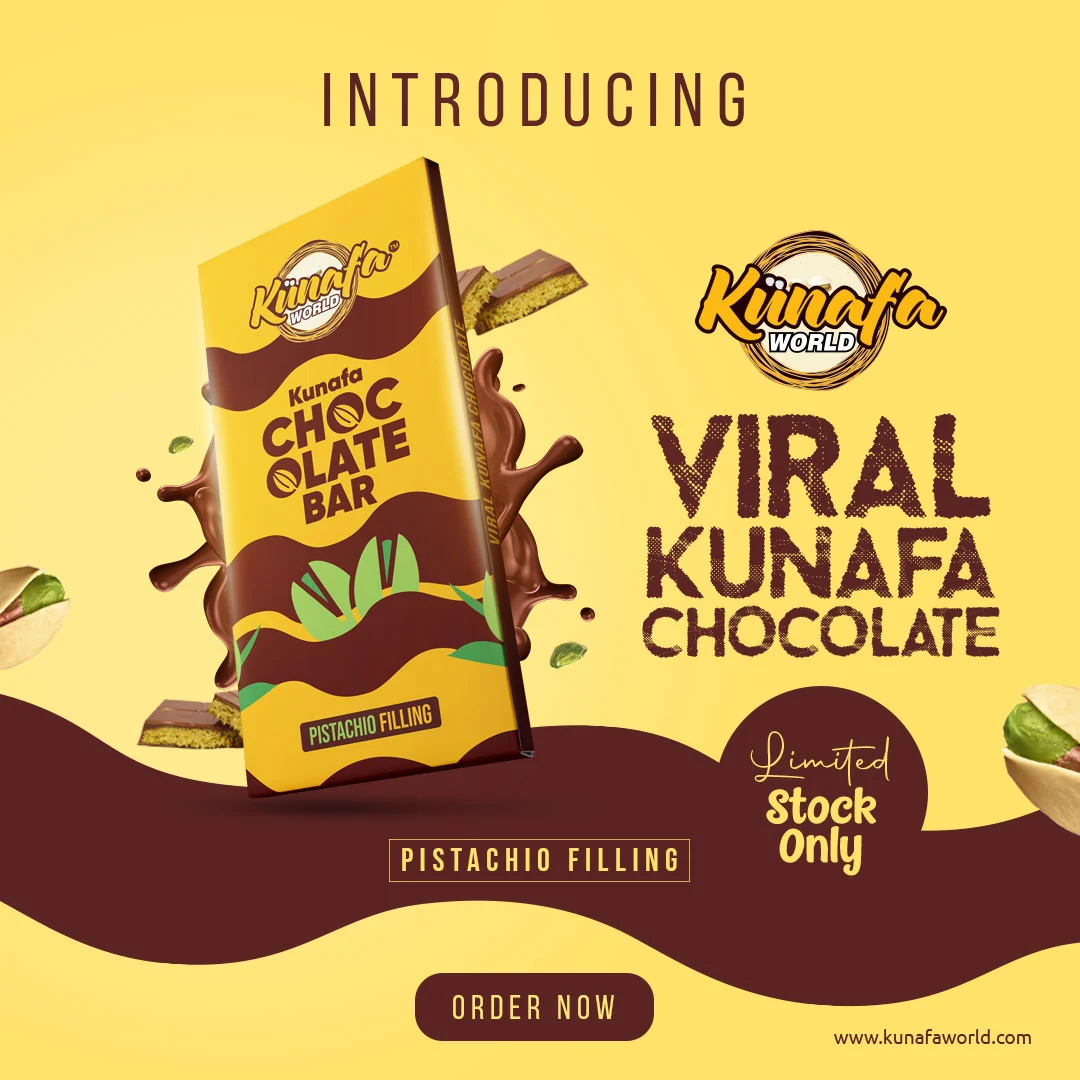 INTRODUCING
Künafa™
WORLD
Kunafa
CHOC
OLATE
BAR
PISTACHIO FILLING
VIRAL KUNAFA CHOCOLATE
Künafa
WORLD
VIRAL
KUNAFA
CHOCOLATE
Limited
Stock
Only
PISTACHIO FILLING
ORDER NOW
www.kunafaworld.com